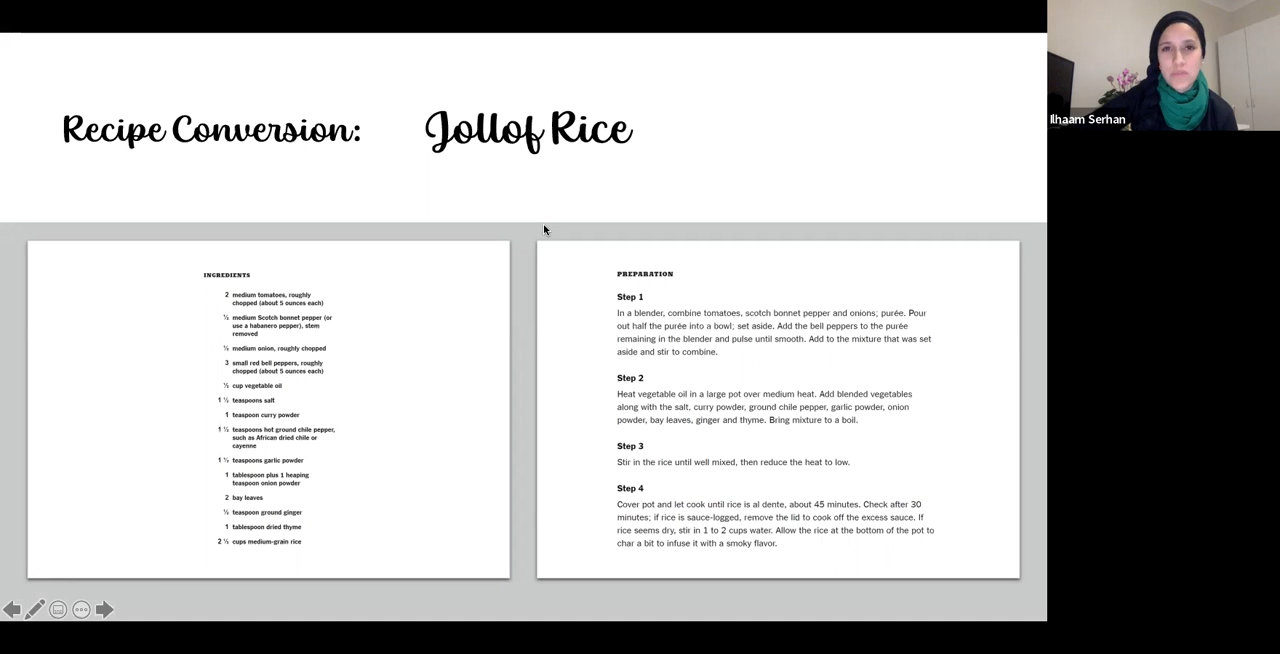 Recipe Conversion: Jollof Rice
Ilhaam Serhan
INGREDIENTS
2 medium tomatoes, roughly
chopped (about 5 ounces each)
½ medium Scotch bonnet pepper (or
use a habanero pepper), stem
removed
½ medium onion, roughly chopped
3 small red bell peppers, roughly
chopped (about 5 ounces each)
½ cup vegetable oil
1 ½ teaspoons salt
1 teaspoon curry powder
1 ½ teaspoons hot ground chile pepper,
such as African dried chile or
cayenne
1 ½ teaspoons garlic powder
1 tablespoon plus 1 heaping
teaspoon onion powder
2 bay leaves
½ teaspoon ground ginger
1 tablespoon dried thyme
2 ½ cups medium-grain rice
PREPARATION
Step 1
In a blender, combine tomatoes, scotch bonnet pepper and onions; purée. Pour
out half the purée into a bowl; set aside. Add the bell peppers to the purée
remaining in the blender and pulse until smooth. Add to the mixture that was set
aside and stir to combine.
Step 2
Heat vegetable oil in a large pot over medium heat. Add blended vegetables
along with the salt, curry powder, ground chile pepper, garlic powder, onion
powder, bay leaves, ginger and thyme. Bring mixture to a boil.
Step 3
Stir in the rice until well mixed, then reduce the heat to low.
Step 4
Cover pot and let cook until rice is al dente, about 45 minutes. Check after 30
minutes; if rice is sauce-logged, remove the lid to cook off the excess sauce. If
rice seems dry, stir in 1 to 2 cups water. Allow the rice at the bottom of the pot to
char a bit to infuse it with a smoky flavor.